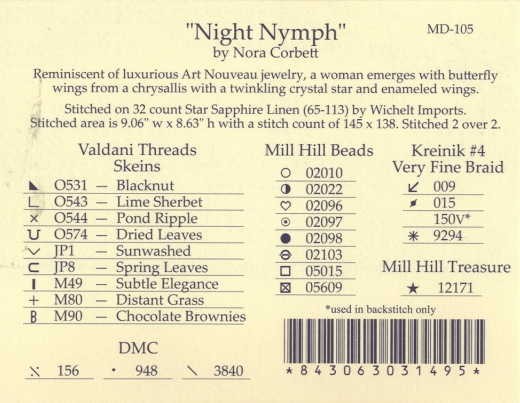 "Night Nymph"
MD-105
by Nora Corbett
Reminiscent of luxurious Art Nouveau jewelry, a woman emerges with butterfly
wings from a chrysallis with a twinkling crystal star and enameled wings.
Stitched on 32 count Star Sapphire Linen (65-113) by Wichelt Imports.
Stitched area is 9.06" w x 8.63" h with a stitch count of 145 x 138. Stitched 2 over 2.
Valdani Threads
Skeins
O531 — Blacknut
O543 — Lime Sherbet
O544 — Pond Ripple
O574 — Dried Leaves
JP1 — Sunwashed
JP8 — Spring Leaves
M49 — Subtle Elegance
M80 — Distant Grass
M90 — Chocolate Brownies
DMC
156
948
3840
Mill Hill Beads
02010
02022
02096
02097
02098
02103
05015
05609
Kreinik #4
Very Fine Braid
009
015
150V*
9294
Mill Hill Treasure
12171
*used in backstitch only
*843063031495*